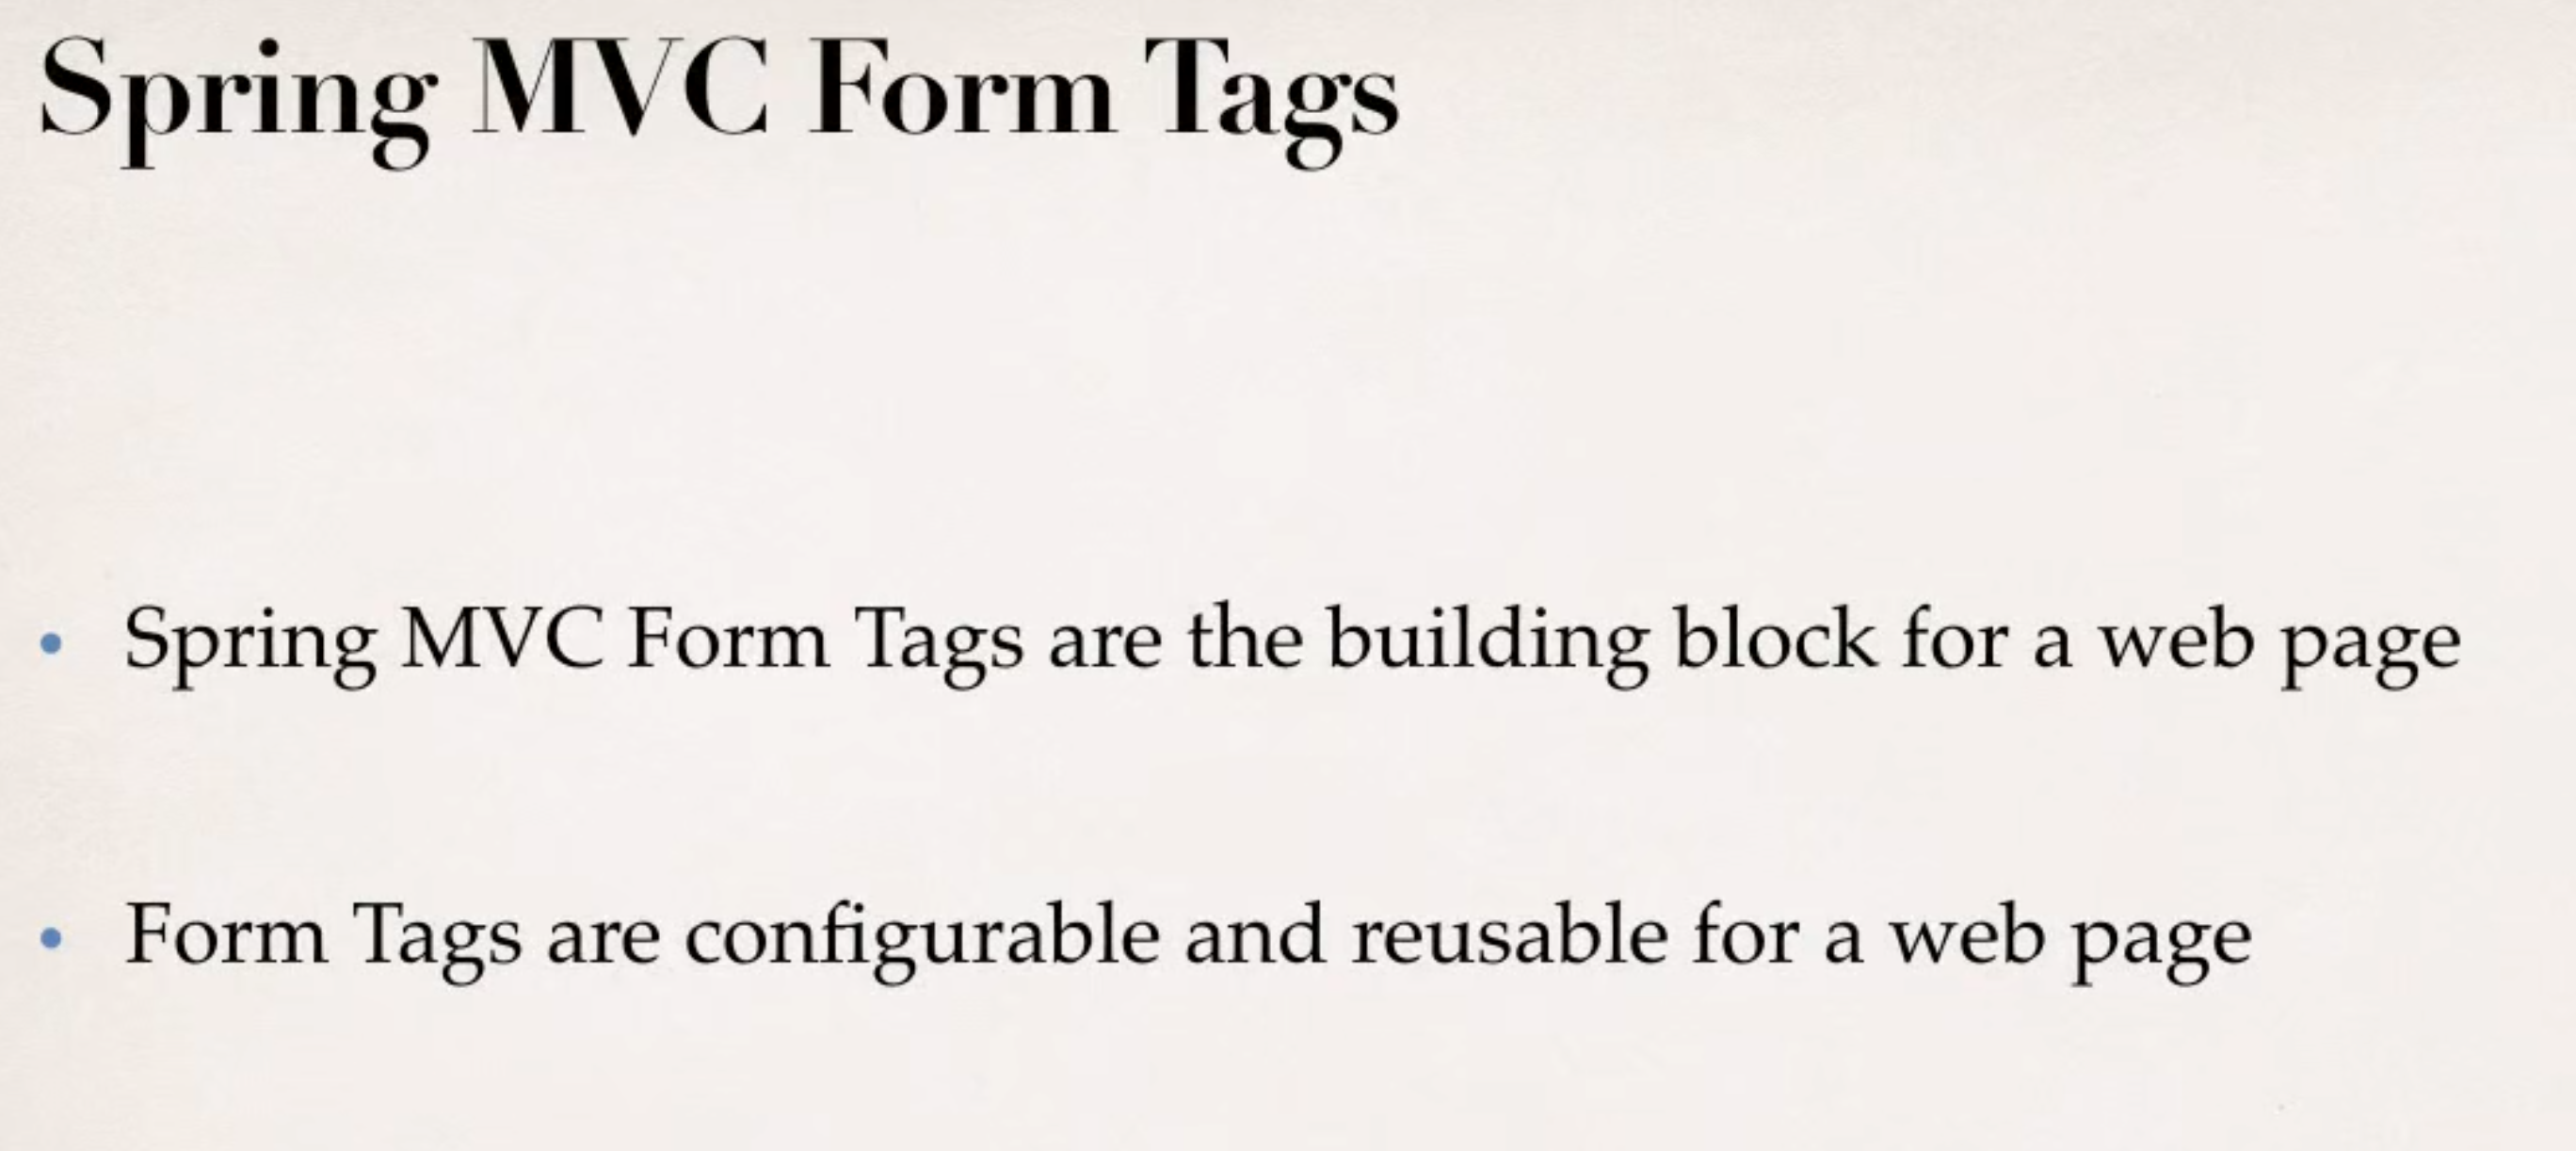 Spring MVC Form Tags
• Spring MVC Form Tags are the building block for a web page
• Form Tags are configurable and reusable for a web page